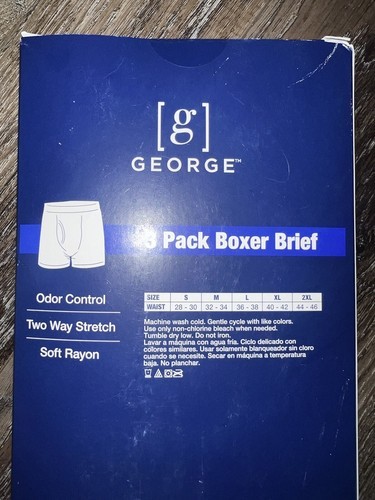 [g]
GEORGE™
3 Pack Boxer Brief
Odor Control
Two Way Stretch
Soft Rayon
SIZE S M L XL 2XL
WAIST 28 - 30 32 - 34 36 - 38 40 - 42 44 - 46
Machine wash cold. Gentle cycle with like colors.
Use only non-chlorine bleach when needed.
Tumble dry low. Do not iron.
Lavar a máquina con agua fría. Ciclo delicado con
colores similares. Usar solamente blanqueador sin cloro
cuando se necesite. Secar en máquina a temperatura
baja. No planchar.